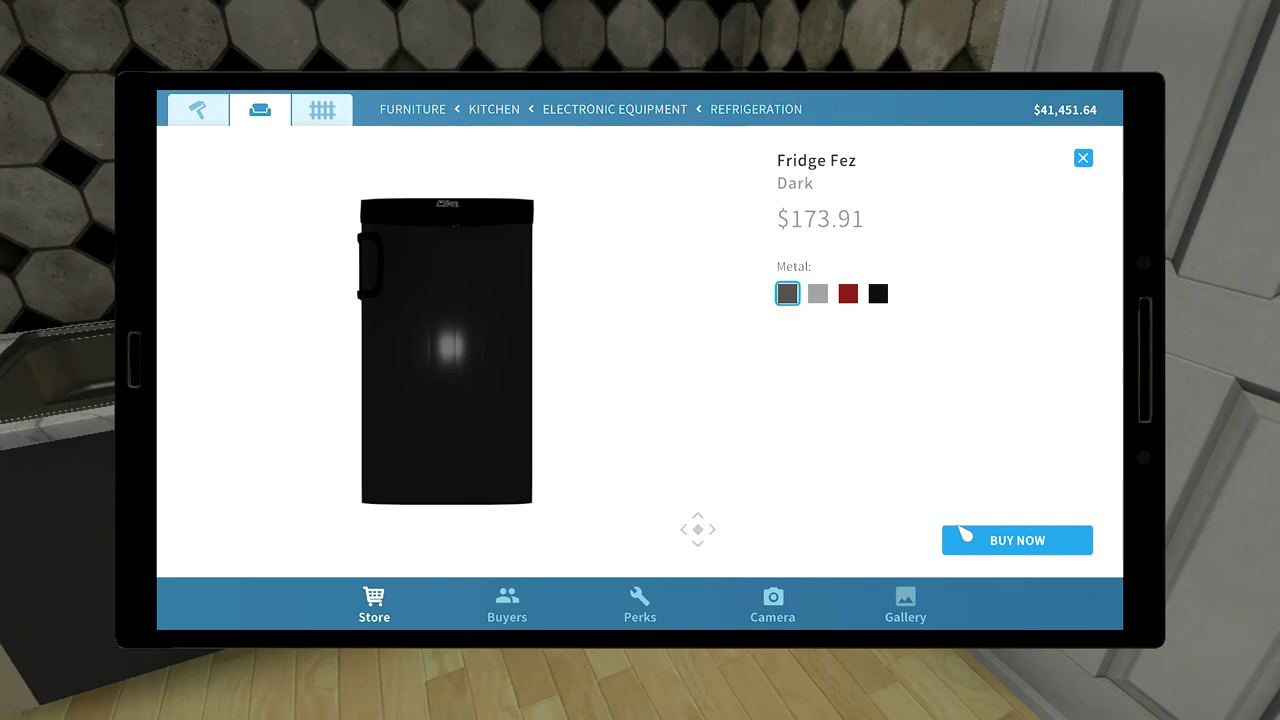 FURNITURE < KITCHEN < ELECTRONIC EQUIPMENT < REFRIGERATION
$41,451.64
Fridge Fez
Dark
$173.91
Metal:
BUY NOW
Store
Buyers
Perks
Camera
Gallery